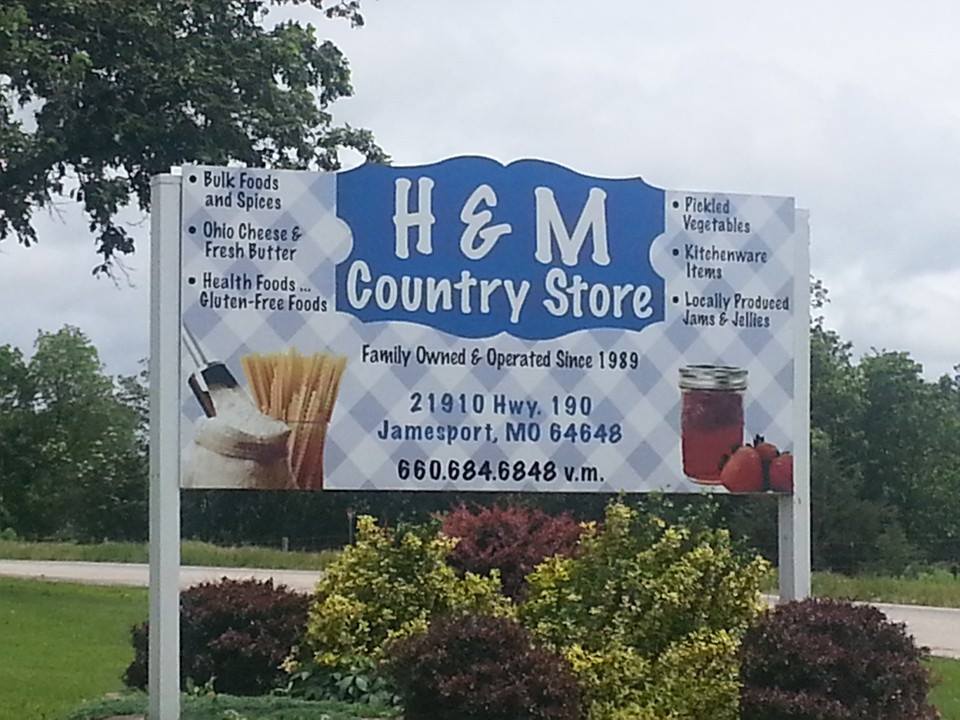 H & M
Country Store
• Bulk Foods
and Spices
• Ohio Cheese &
Fresh Butter
• Health Foods ...
Gluten-Free Foods
• Pickled
Vegetables
• Kitchenware
Items
• Locally Produced
Jams & Jellies
Family Owned & Operated Since 1989
21910 Hwy. 190
Jamesport, MO 64648
660.684.6848 v.m.